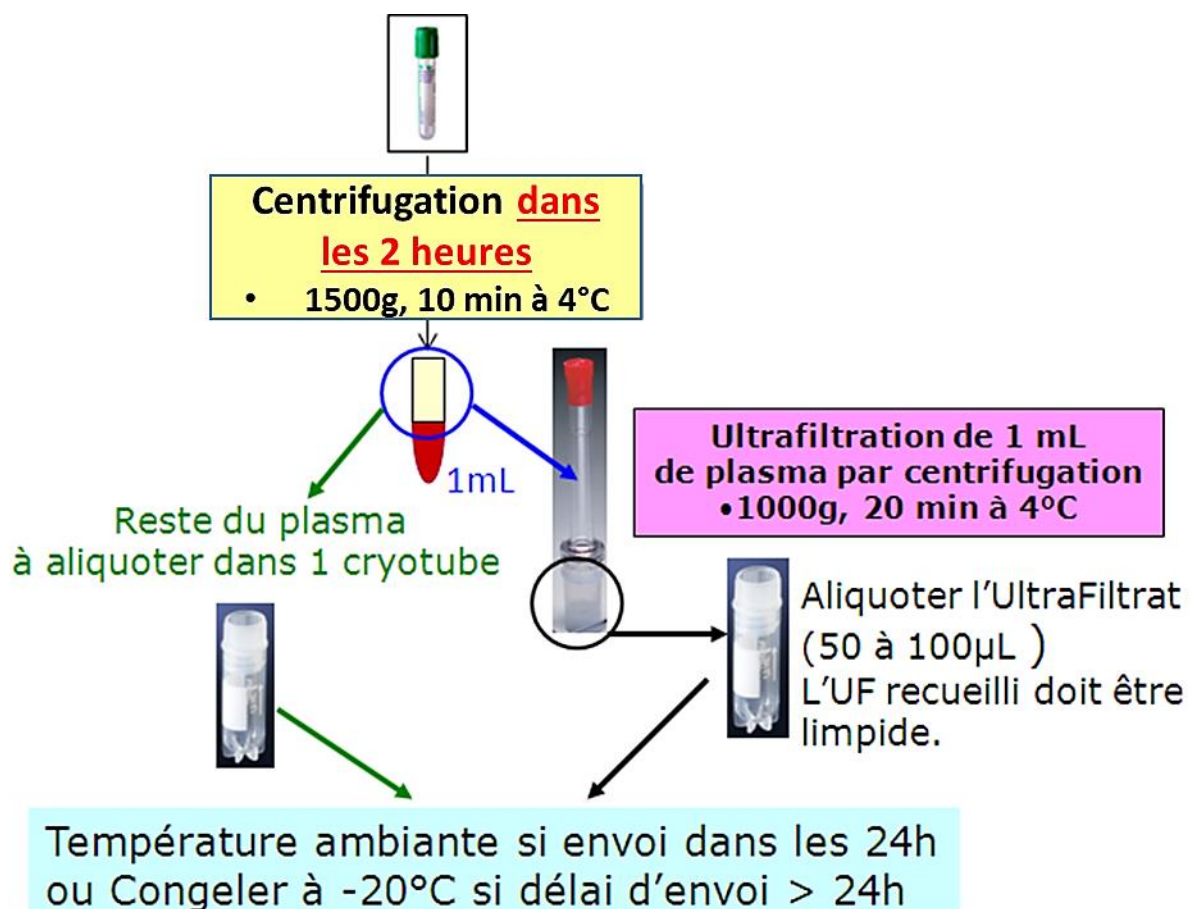 Centrifugation dans
les 2 heures
• 1500g, 10 min à 4°C
1mL
Ultrafiltration de 1 mL
de plasma par centrifugation
•1000g, 20 min à 4°C
Reste du plasma
à aliquoter dans 1 cryotube
Aliquoter l’UltraFiltrat
(50 à 100µL )
L’UF recueilli doit être
limpide.
Température ambiante si envoi dans les 24h
ou Congeler à -20°C si délai d’envoi > 24h